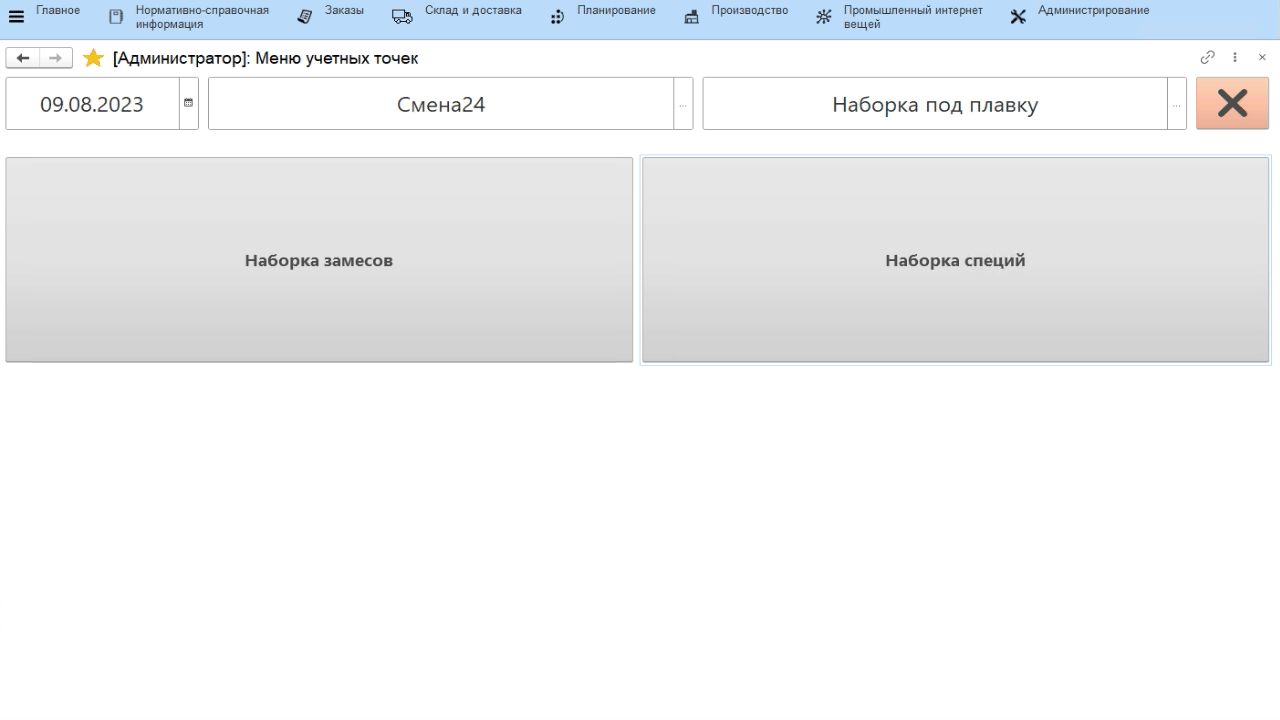 Главное
Нормативно-справочная
информация
Заказы
Склад и доставка
Планирование
Производство
Промышленный интернет
вещей
Администрирование
[Администратор]: Меню учетных точек
09.08.2023
Смена24
...
Наборка под плавку
...
Наборка замесов
Наборка специй